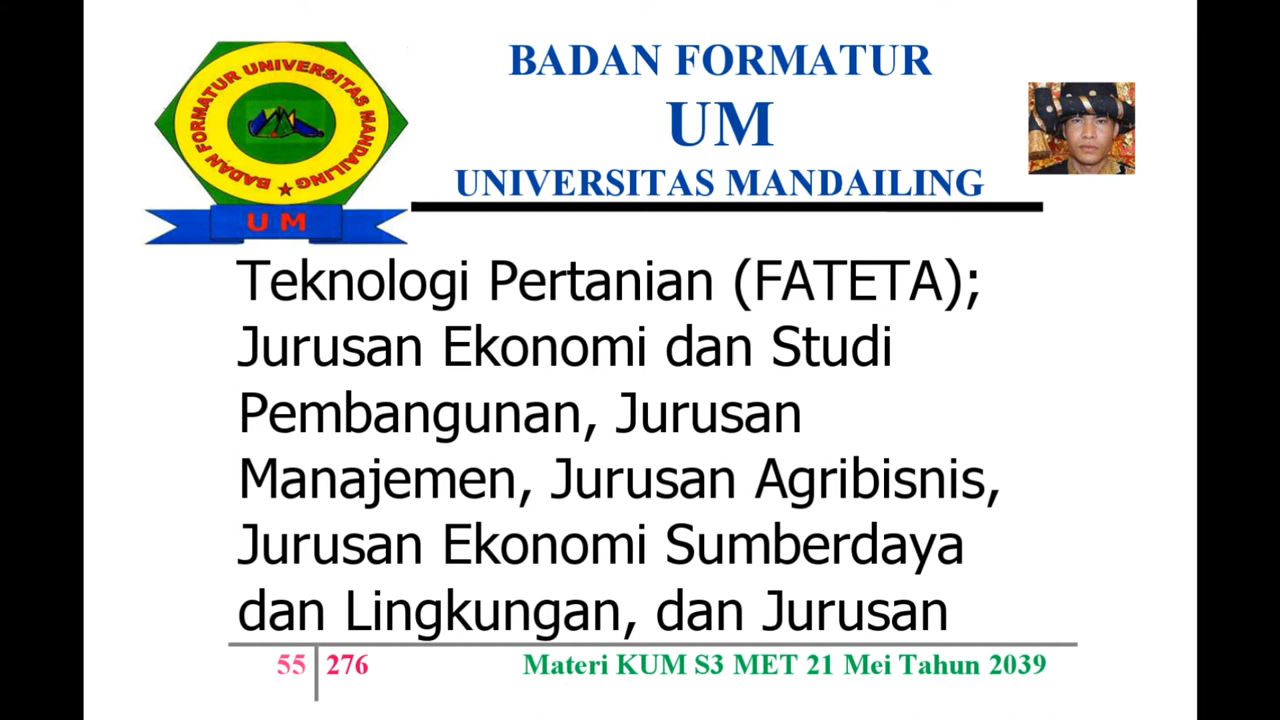 BADAN FORMATUR
UM
UNIVERSITAS MANDAILING
BADAN FORMATUR UNIVERSITAS MANDAILING
U M
Teknologi Pertanian (FATETA);
Jurusan Ekonomi dan Studi
Pembangunan, Jurusan
Manajemen, Jurusan Agribisnis,
Jurusan Ekonomi Sumberdaya
dan Lingkungan, dan Jurusan
55 276 Materi KUM S3 MET 21 Mei Tahun 2039